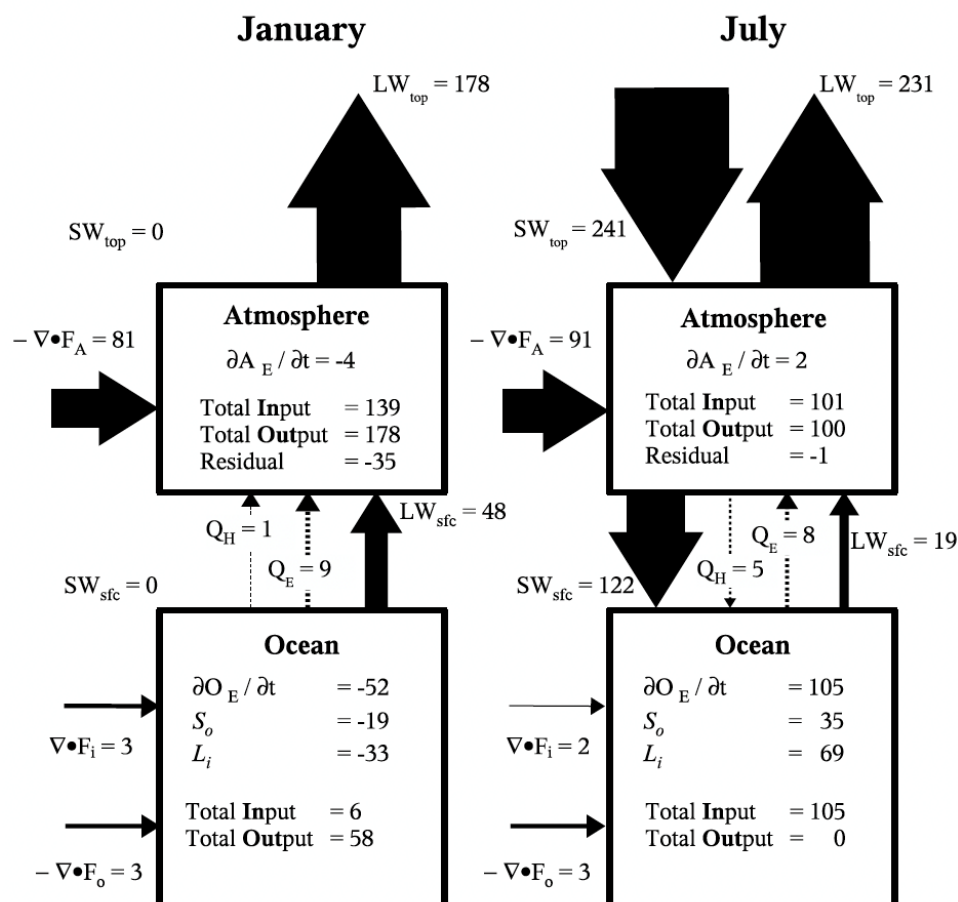 January
LW_top = 178
SW_top = 0
− ∇•F_A = 81
Atmosphere
∂A_E / ∂t = -4
Total Input = 139
Total Output = 178
Residual = -35
Q_H = 1
Q_E = 9
LW_sfc = 48
SW_sfc = 0
Ocean
∂O_E / ∂t = -52
S_o = -19
L_i = -33
∇•F_i = 3
Total Input = 6
Total Output = 58
− ∇•F_o = 3
July
LW_top = 231
SW_top = 241
− ∇•F_A = 91
Atmosphere
∂A_E / ∂t = 2
Total Input = 101
Total Output = 100
Residual = -1
SW_sfc = 122
Q_H = 5
Q_E = 8
LW_sfc = 19
Ocean
∂O_E / ∂t = 105
S_o = 35
L_i = 69
∇•F_i = 2
Total Input = 105
Total Output = 0
− ∇•F_o = 3